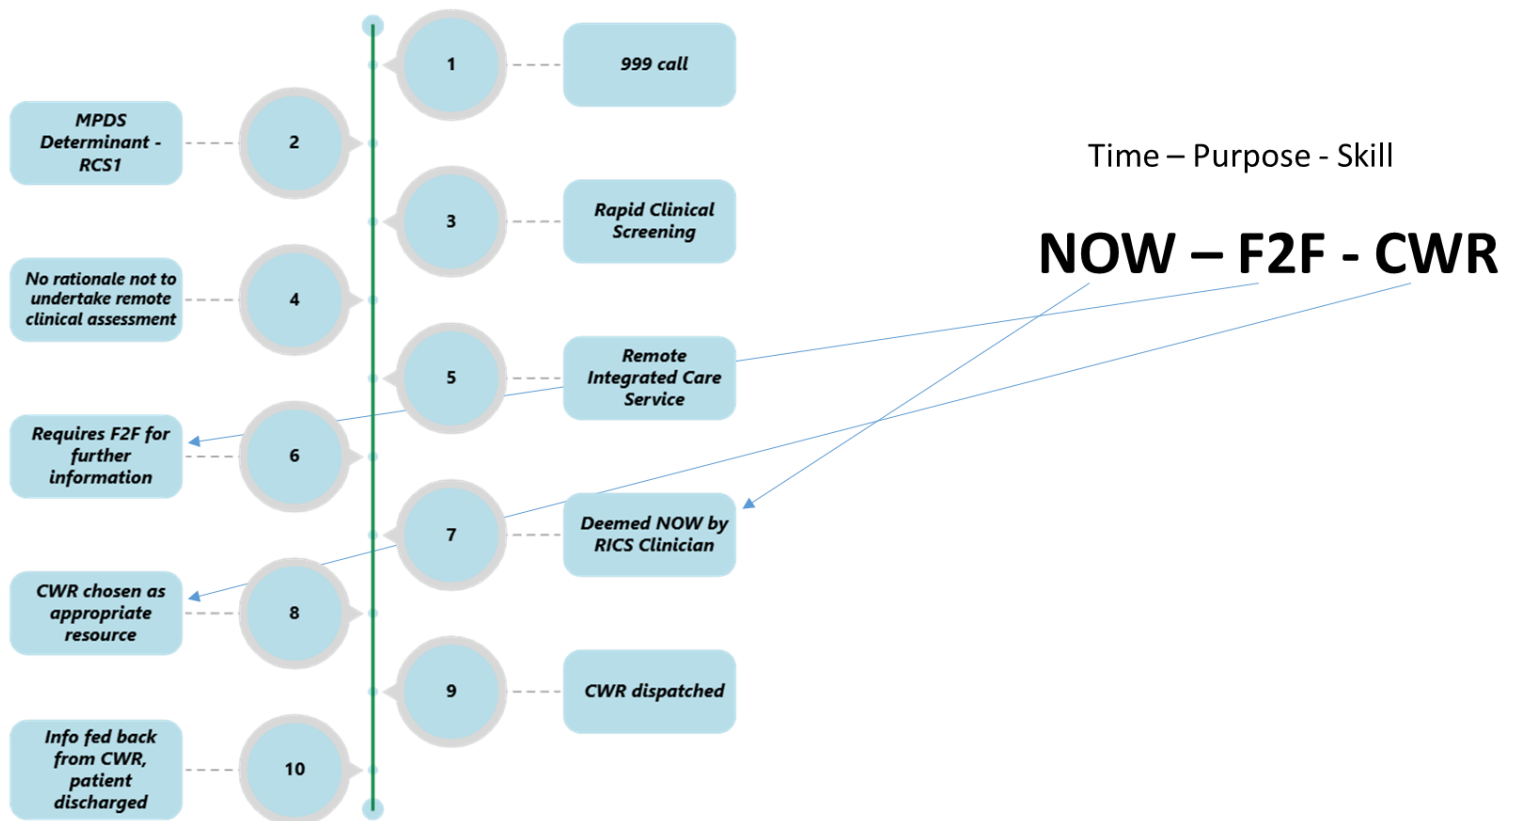 1
999 call
2
MPDS
Determinant -
RCS1
3
Rapid Clinical
Screening
4
No rationale not to
undertake remote
clinical assessment
5
Remote
Integrated Care
Service
6
Requires F2F for
further
information
7
Deemed NOW by
RICS Clinician
8
CWR chosen as
appropriate
resource
9
CWR dispatched
10
Info fed back
from CWR,
patient
discharged
Time – Purpose - Skill
NOW – F2F - CWR